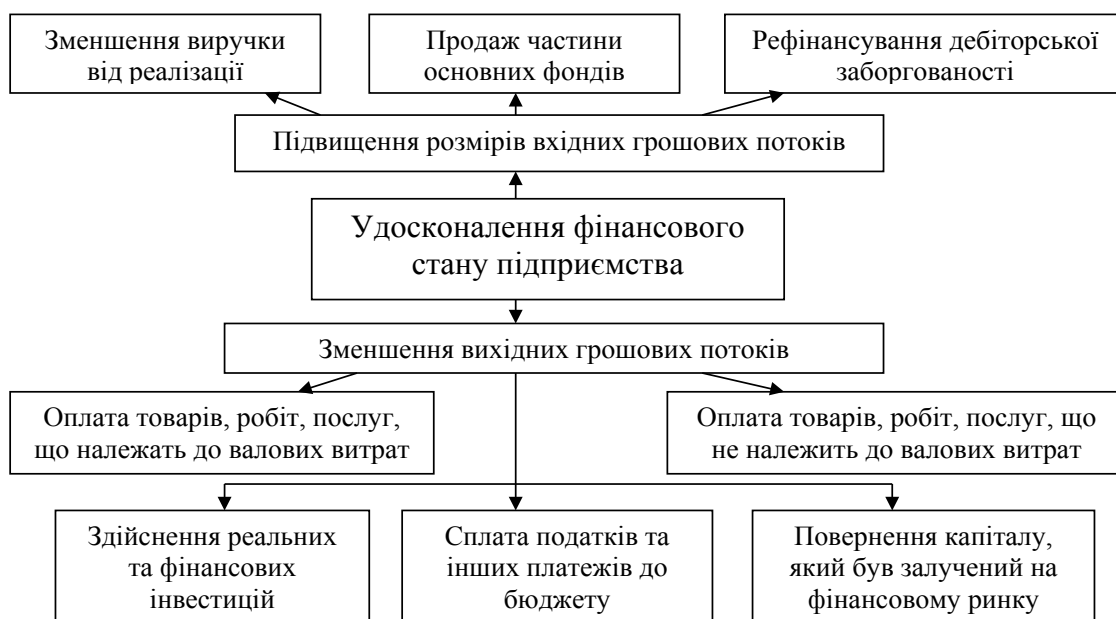 Зменшення виручки
від реалізації
Продаж частини
основних фондів
Рефінансування дебіторської
заборгованості
Підвищення розмірів вхідних грошових потоків
Удосконалення фінансового
стану підприємства
Зменшення вихідних грошових потоків
Оплата товарів, робіт, послуг,
що належать до валових витрат
Оплата товарів, робіт, послуг, що
не належить до валових витрат
Здійснення реальних
та фінансових
інвестицій
Сплата податків та
інших платежів до
бюджету
Повернення капіталу,
який був залучений на
фінансовому ринку